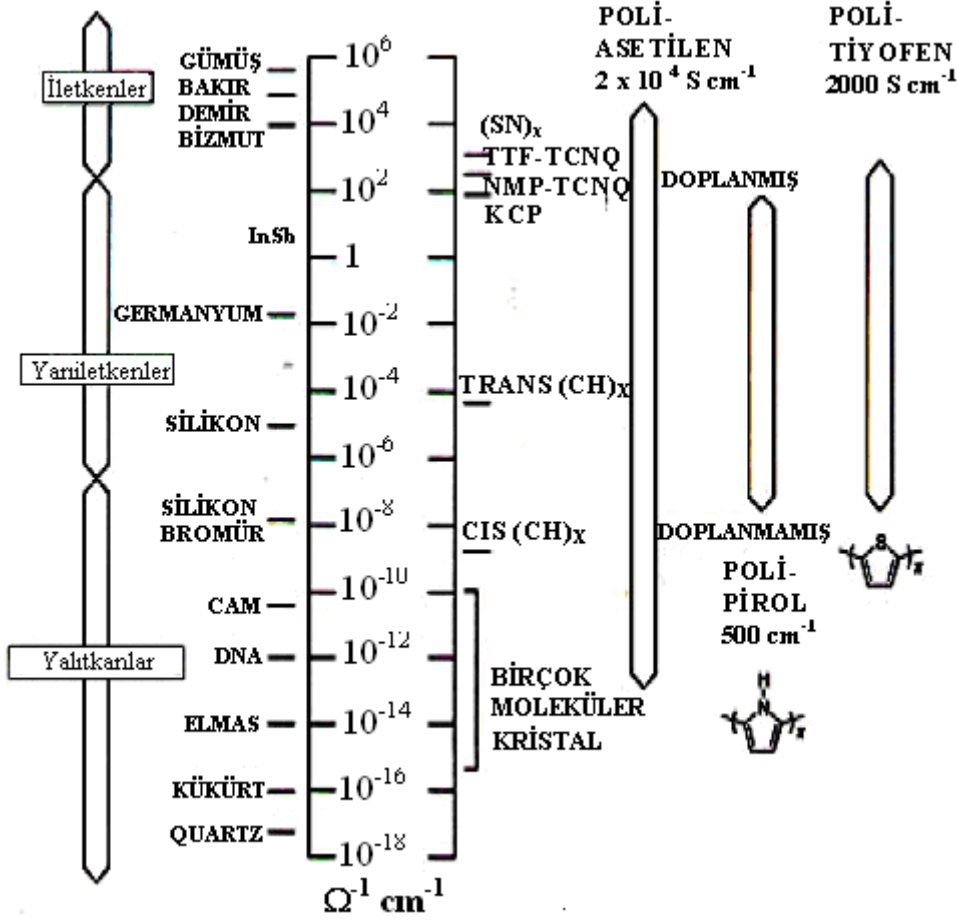 İletkenler
Yarıiletkenler
Yalıtkanlar
GÜMÜŞ
BAKIR
DEMİR
BİZMUT
InSb
GERMANYUM
SİLİKON
SİLİKON
BROMÜR
CAM
DNA
ELMAS
KÜKÜRT
QUARTZ
10⁶
10⁴
10²
1
10⁻²
10⁻⁴
10⁻⁶
10⁻⁸
10⁻¹⁰
10⁻¹²
10⁻¹⁴
10⁻¹⁶
10⁻¹⁸
Ω⁻¹ cm⁻¹
(SN)ₓ
TTF-TCNQ
NMP-TCNQ
KCP
TRANS (CH)ₓ
CIS (CH)ₓ
BİRÇOK
MOLEKÜLER
KRİSTAL
POLİ-
ASETİLEN
2 x 10⁴ S cm⁻¹
DOPLANMIŞ
DOPLANMAMIŞ
POLİ-
PİROL
500 cm⁻¹
H
N
x
POLİ-
TİYOFEN
2000 S cm⁻¹
S
x